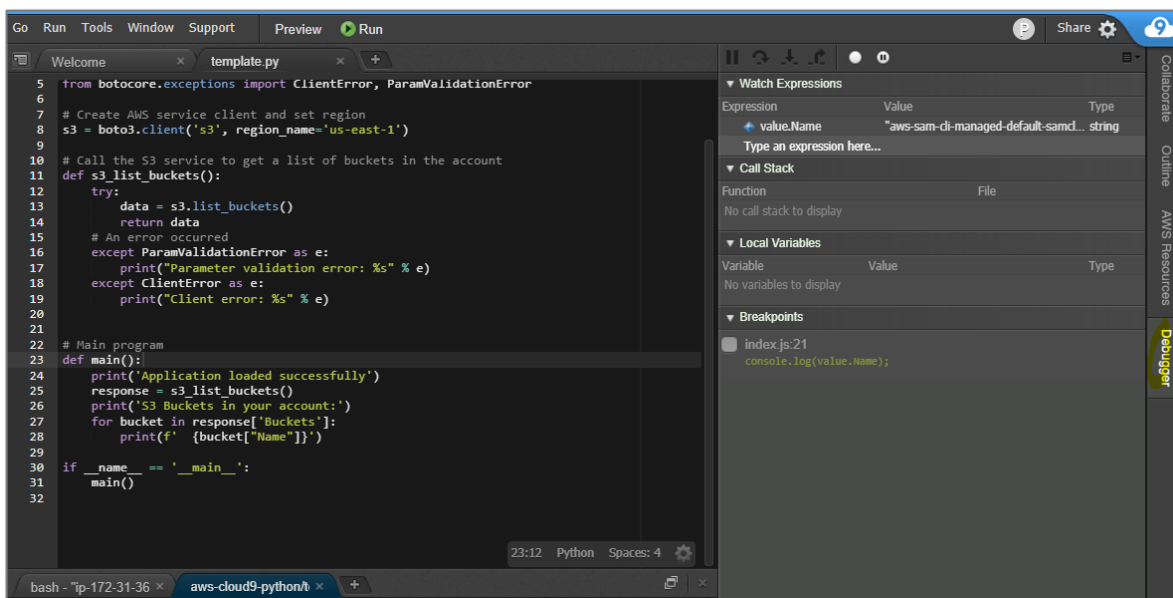 Go Run Tools Window Support Preview Run P Share 9
Welcome × template.py × +
5 from botocore.exceptions import ClientError, ParamValidationError
6
7 # Create AWS service client and set region
8 s3 = boto3.client('s3', region_name='us-east-1')
9
10 # Call the S3 service to get a list of buckets in the account
11 def s3_list_buckets():
12 try:
13 data = s3.list_buckets()
14 return data
15 # An error occurred
16 except ParamValidationError as e:
17 print("Parameter validation error: %s" % e)
18 except ClientError as e:
19 print("Client error: %s" % e)
20
21
22 # Main program
23 def main():
24 print('Application loaded successfully')
25 response = s3_list_buckets()
26 print('S3 Buckets in your account:')
27 for bucket in response['Buckets']:
28 print(f' {bucket["Name"]}')
29
30 if __name__ == '__main__':
31 main()
32
23:12 Python Spaces: 4
bash - "ip-172-31-36 × aws-cloud9-python/t × +
Watch Expressions
Expression Value Type
value.Name "aws-sam-cli-managed-default-samcl... string
Type an expression here...
Call Stack
Function File
No call stack to display
Local Variables
Variable Value Type
No variables to display
Breakpoints
index.js:21
console.log(value.Name);
Collaborate
Outline
AWS Resources
Debugger